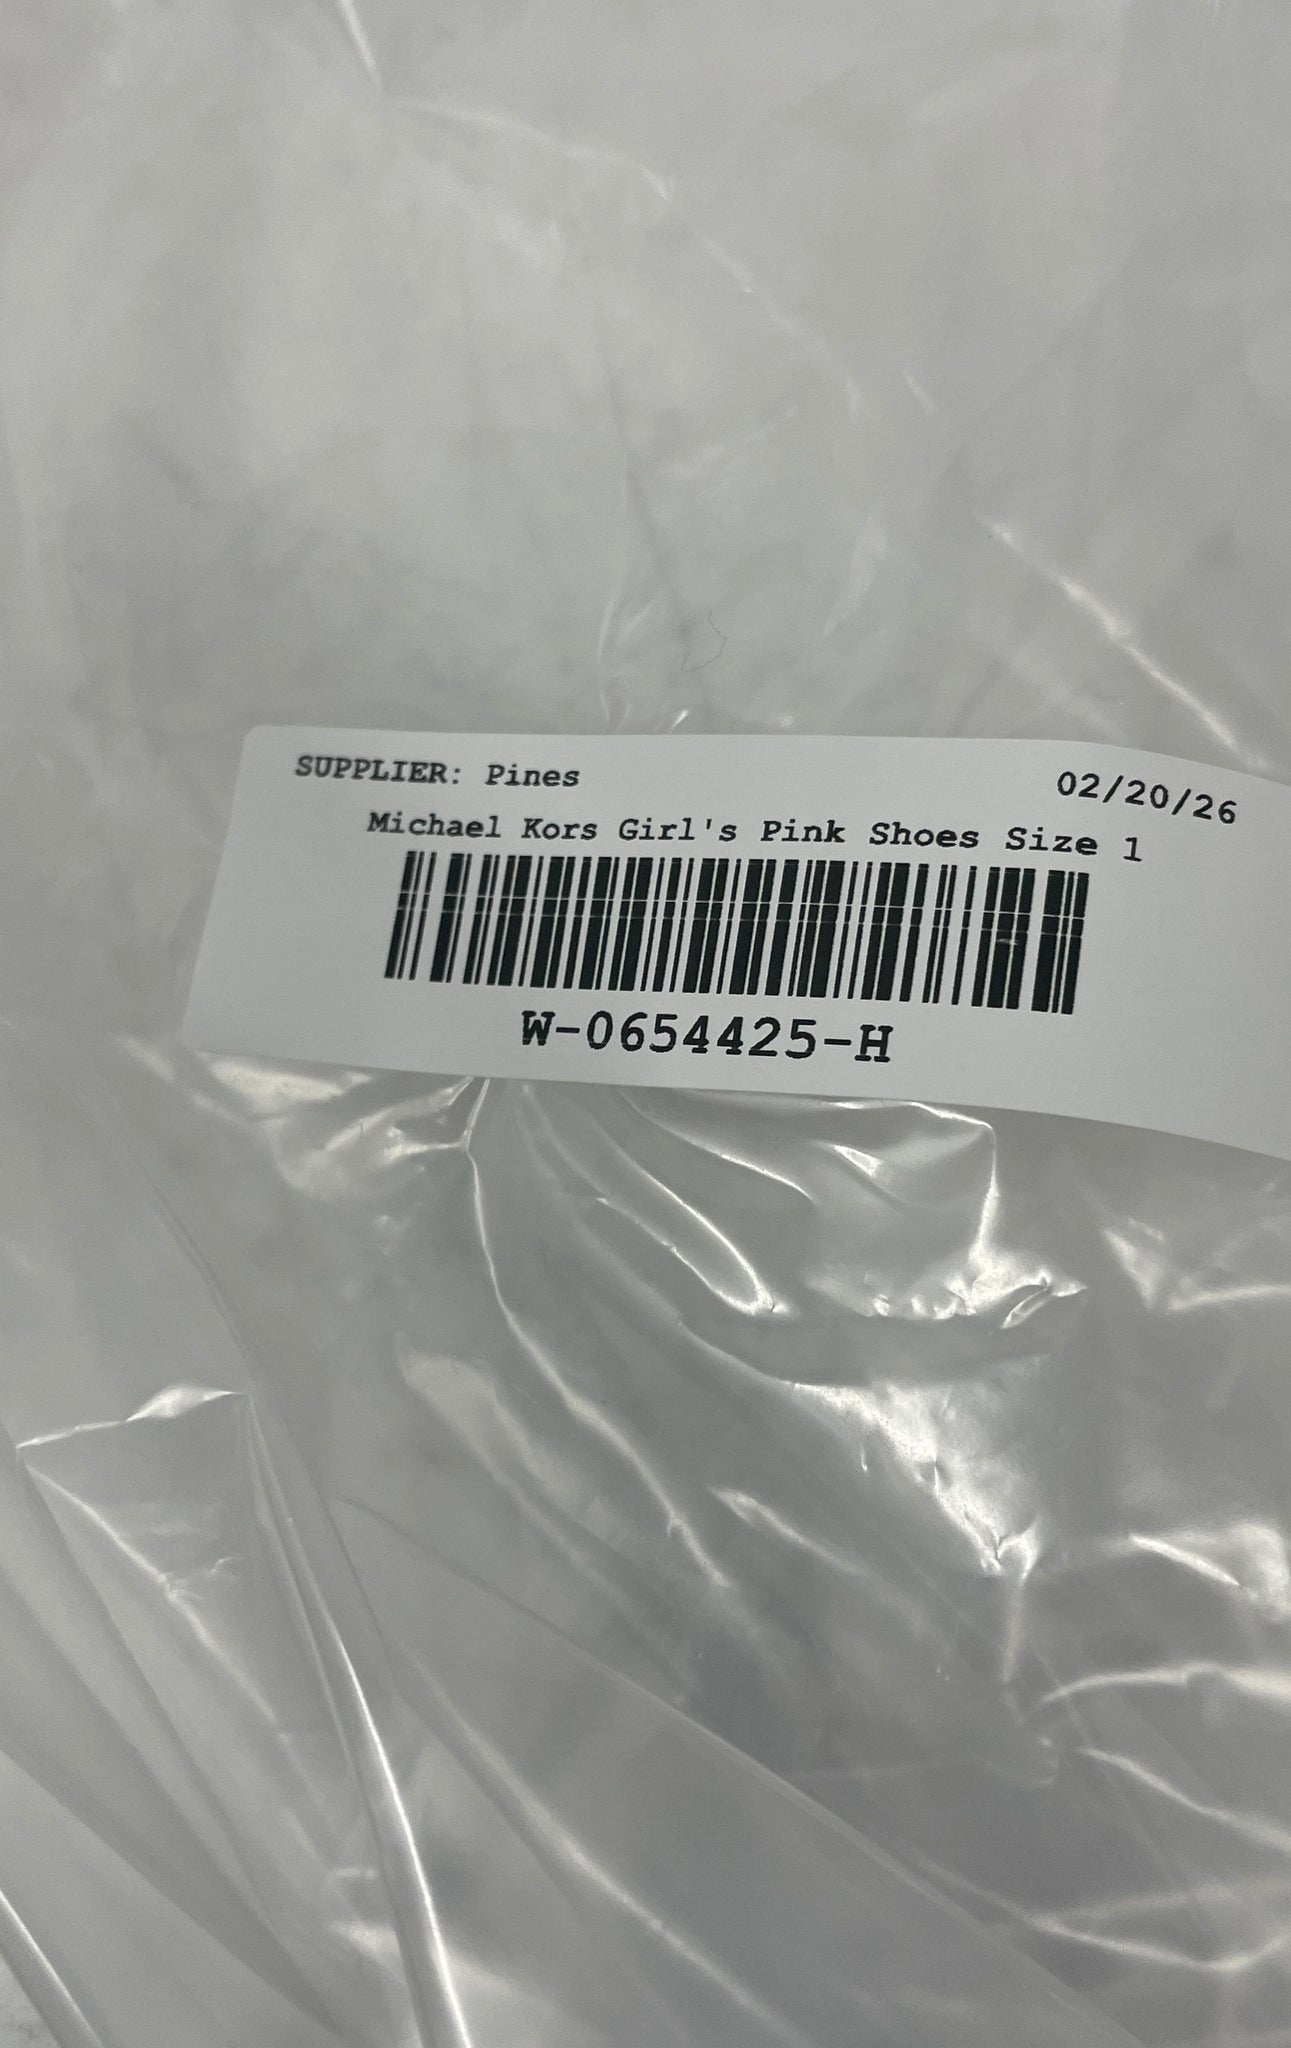 SUPPLIER: Pines
02/20/26
Michael Kors Girl's Pink Shoes Size 1
W-0654425-H